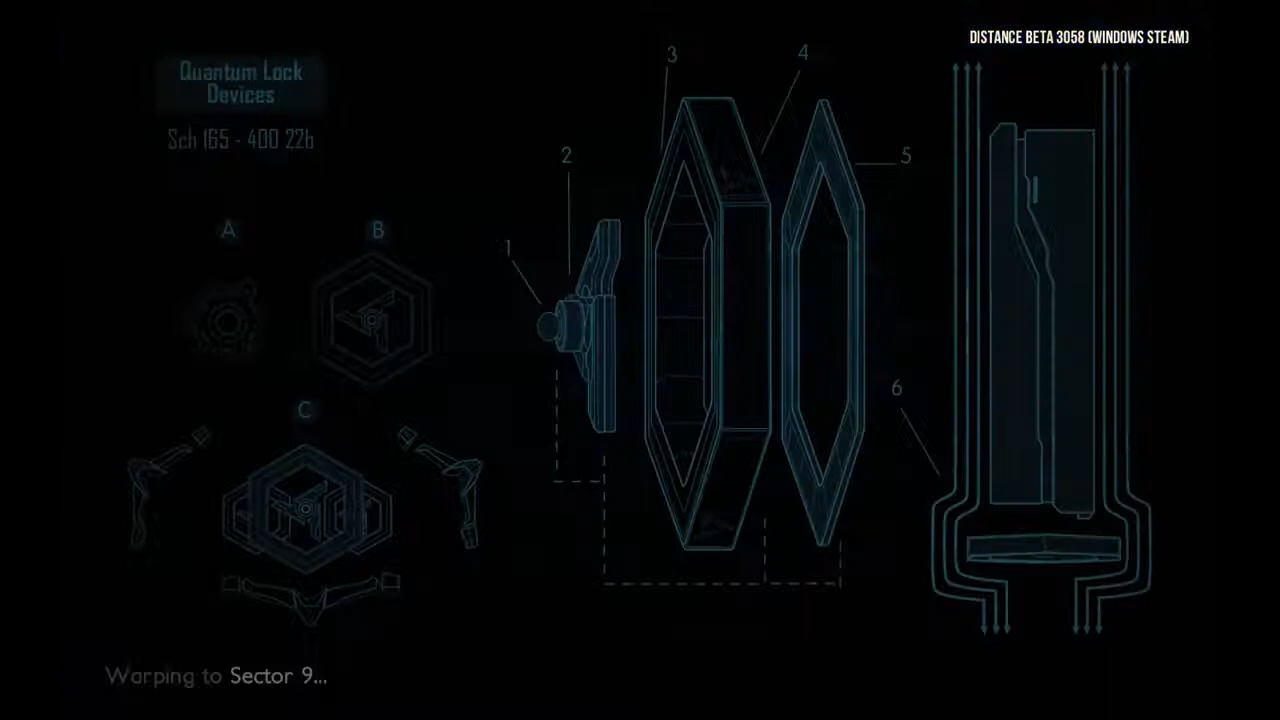 DISTANCE BETA 3058 (WINDOWS STEAM)
Quantum Lock
Devices
Sch 165 - 400 22b
3
4
2
5
A
B
1
6
C
Warping to Sector 9...